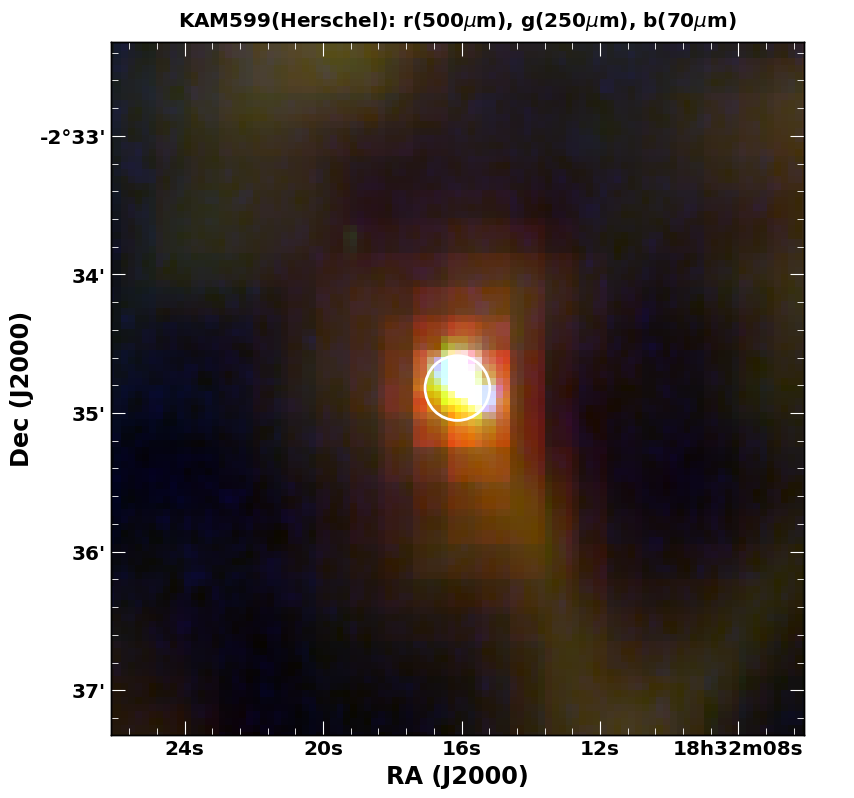 KAM599(Herschel): r(500μm), g(250μm), b(70μm)
-2°33'
34'
35'
36'
37'
Dec (J2000)
24s 20s 16s 12s 18h32m08s
RA (J2000)